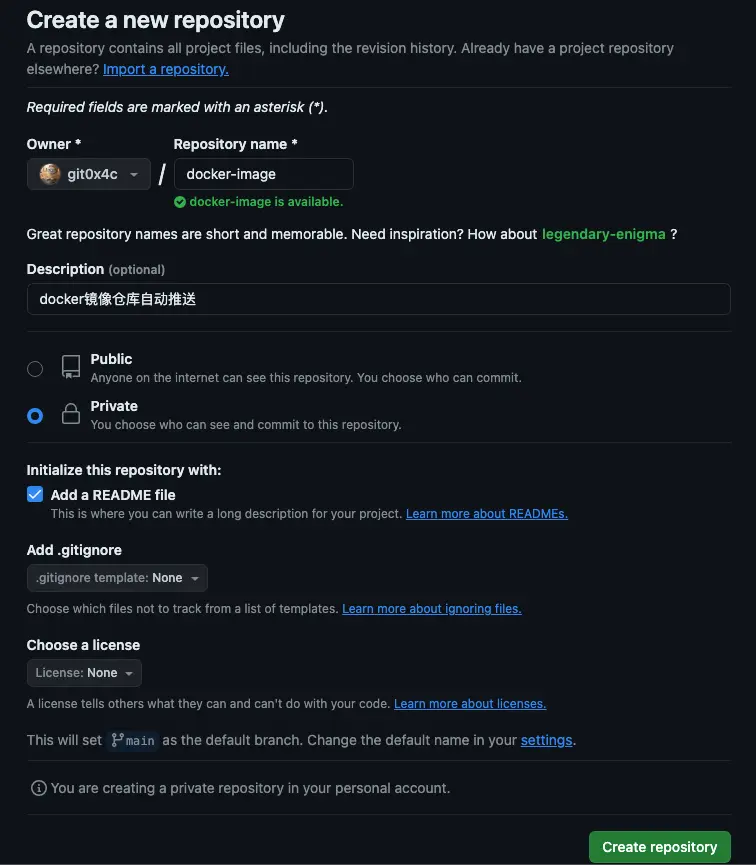 Create a new repository
A repository contains all project files, including the revision history. Already have a project repository
elsewhere? Import a repository.
Required fields are marked with an asterisk (*).
Owner *
Repository name *
git0x4c
/
docker-image
docker-image is available.
Great repository names are short and memorable. Need inspiration? How about legendary-enigma ?
Description (optional)
docker镜像仓库自动推送
Public
Anyone on the internet can see this repository. You choose who can commit.
Private
You choose who can see and commit to this repository.
Initialize this repository with:
Add a README file
This is where you can write a long description for your project. Learn more about READMEs.
Add .gitignore
.gitignore template: None
Choose which files not to track from a list of templates. Learn more about ignoring files.
Choose a license
License: None
A license tells others what they can and can't do with your code. Learn more about licenses.
This will set main as the default branch. Change the default name in your settings.
You are creating a private repository in your personal account.
Create repository